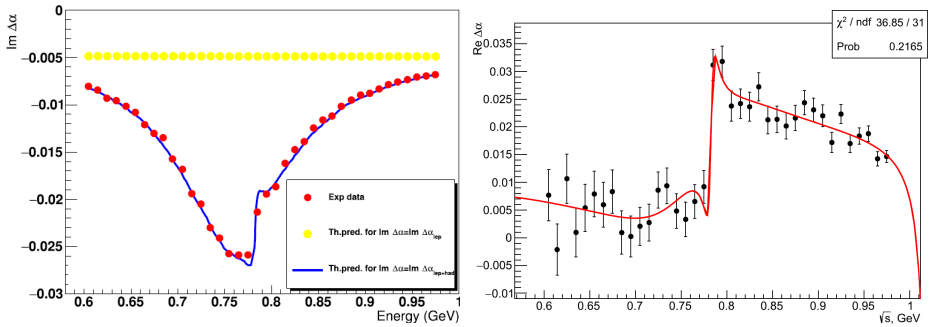 Im Δα
0
−0.005
−0.01
−0.015
−0.02
−0.025
−0.03
0.6 0.65 0.7 0.75 0.8 0.85 0.9 0.95 1
Energy (GeV)
Exp data
Th.pred. for Im Δα=Im Δα_lep
Th.pred. for Im Δα=Im Δα_lep+had
Re Δα
0.035
0.03
0.025
0.02
0.015
0.01
0.005
0
−0.005
−0.01
0.6 0.65 0.7 0.75 0.8 0.85 0.9 0.95 1
√s, GeV
χ² / ndf 36.85 / 31
Prob 0.2165